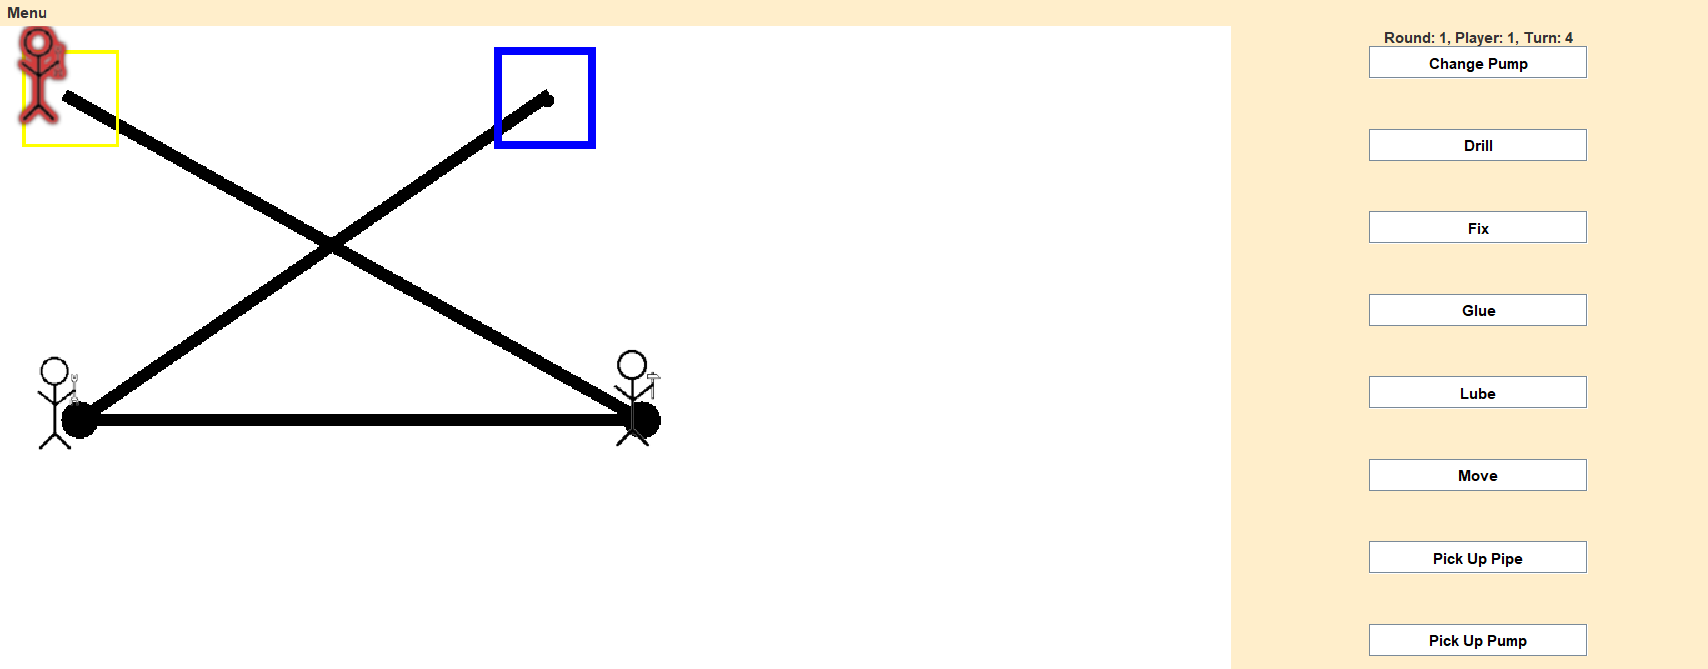 Menu
Round: 1, Player: 1, Turn: 4
Change Pump
Drill
Fix
Glue
Lube
Move
Pick Up Pipe
Pick Up Pump